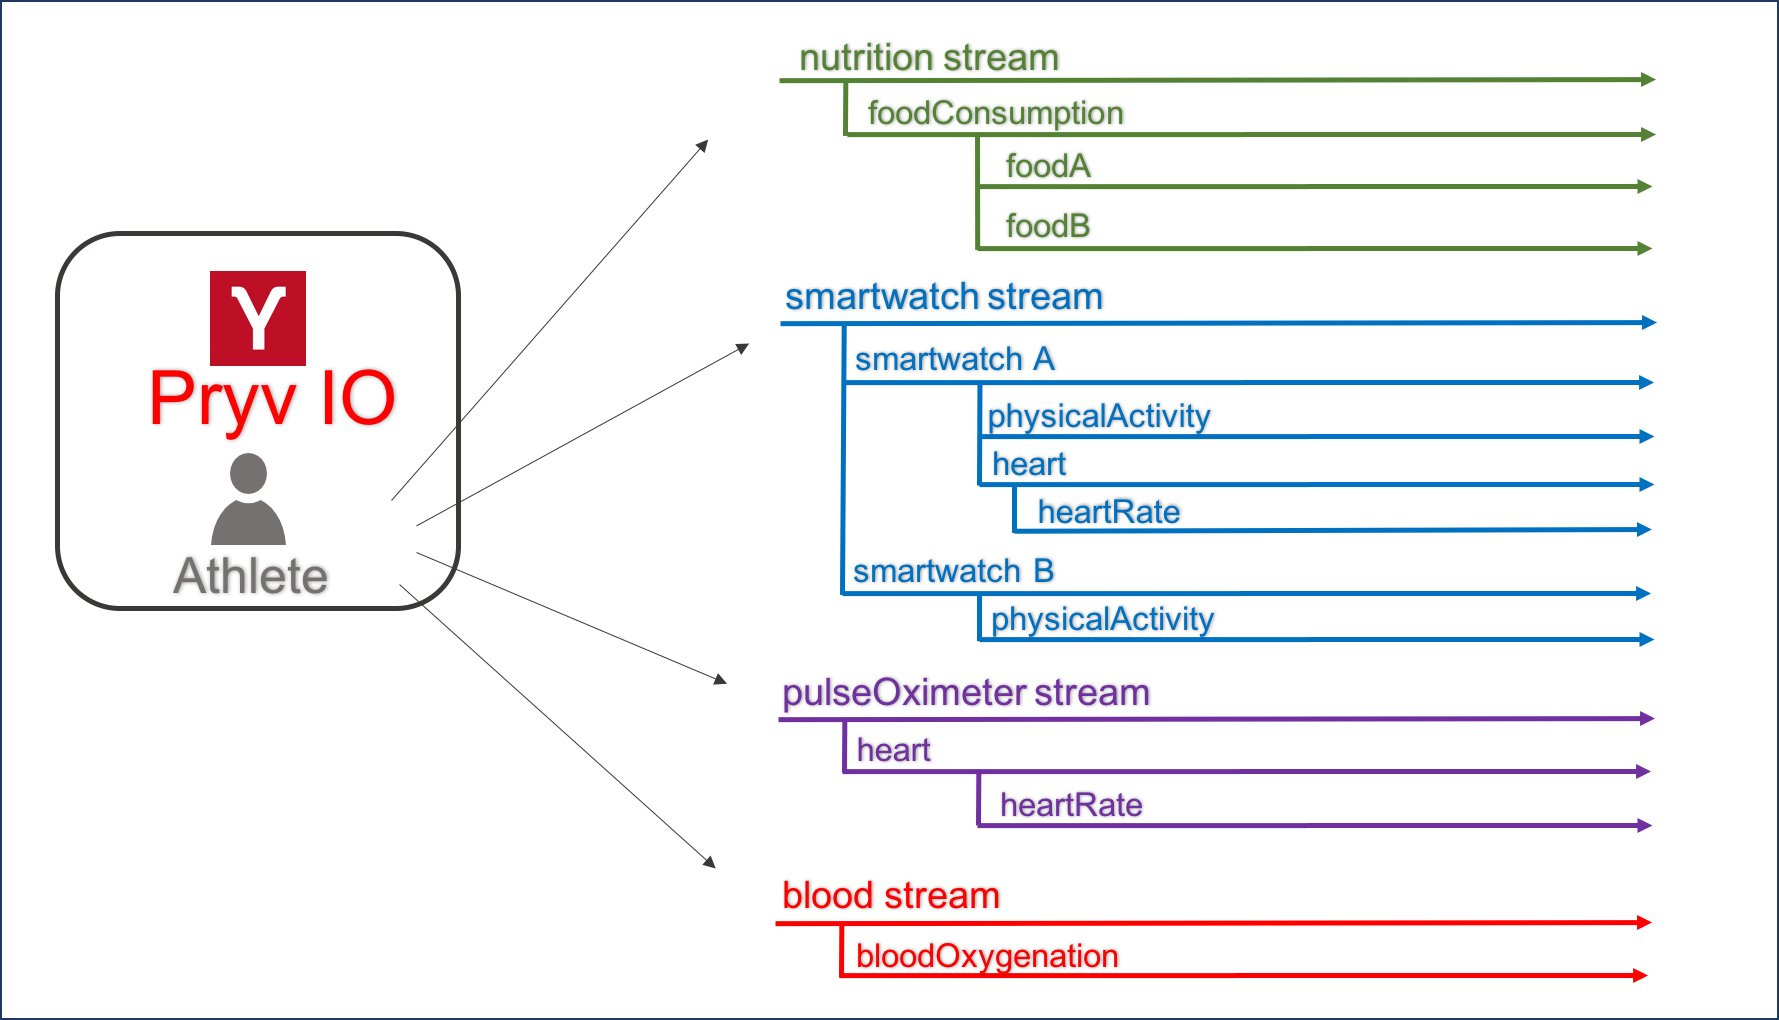 Y
Pryv IO
Athlete
nutrition stream
foodConsumption
foodA
foodB
smartwatch stream
smartwatch A
physicalActivity
heart
heartRate
smartwatch B
physicalActivity
pulseOximeter stream
heart
heartRate
blood stream
bloodOxygenation